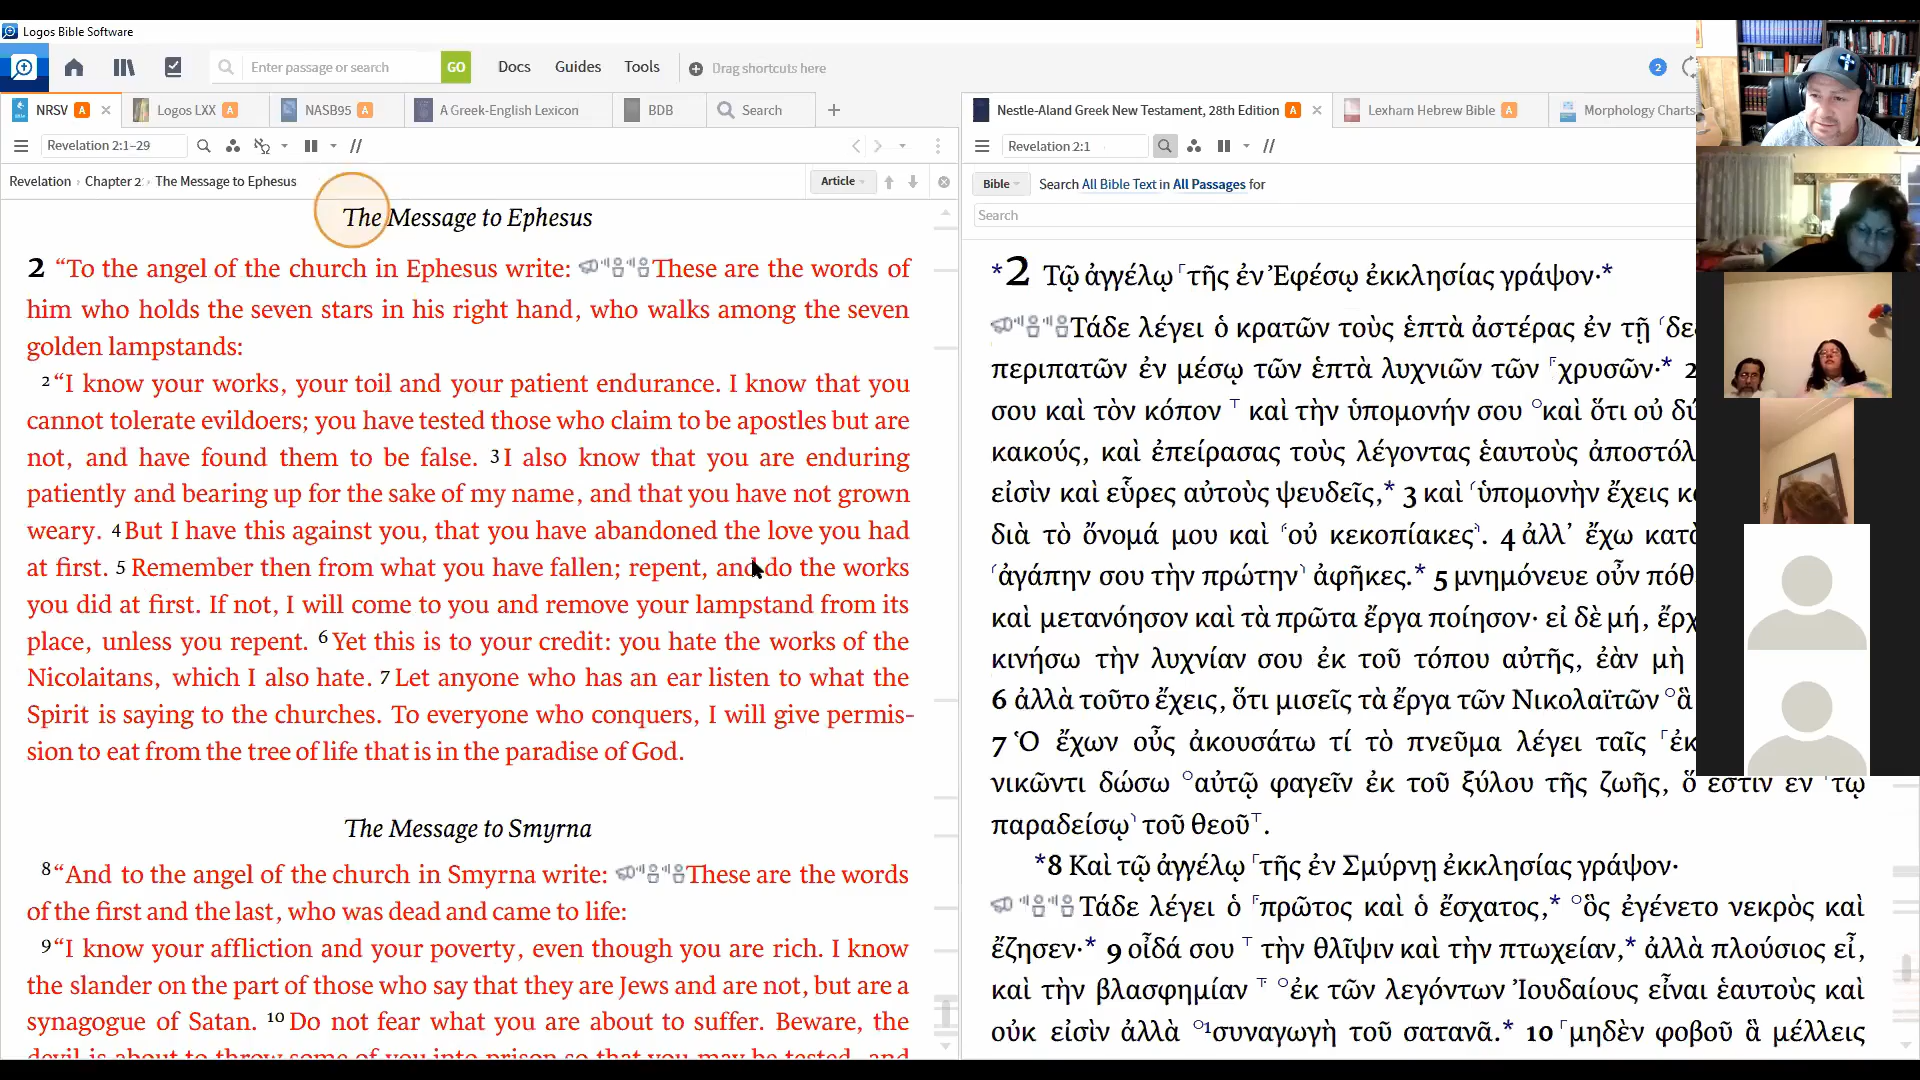 Logos Bible Software
Enter passage or search GO Docs Guides Tools Drag shortcuts here 2
NRSV A Logos LXX A NASB95 A A Greek-English Lexicon BDB Search
Revelation 2:1–29
Revelation › Chapter 2 › The Message to Ephesus Article
The Message to Ephesus
2 “To the angel of the church in Ephesus write: These are the words of
him who holds the seven stars in his right hand, who walks among the seven
golden lampstands:
2 “I know your works, your toil and your patient endurance. I know that you
cannot tolerate evildoers; you have tested those who claim to be apostles but are
not, and have found them to be false. 3 I also know that you are enduring
patiently and bearing up for the sake of my name, and that you have not grown
weary. 4 But I have this against you, that you have abandoned the love you had
at first. 5 Remember then from what you have fallen; repent, and do the works
you did at first. If not, I will come to you and remove your lampstand from its
place, unless you repent. 6 Yet this is to your credit: you hate the works of the
Nicolaitans, which I also hate. 7 Let anyone who has an ear listen to what the
Spirit is saying to the churches. To everyone who conquers, I will give permis-
sion to eat from the tree of life that is in the paradise of God.
The Message to Smyrna
8 “And to the angel of the church in Smyrna write: These are the words
of the first and the last, who was dead and came to life:
9 “I know your affliction and your poverty, even though you are rich. I know
the slander on the part of those who say that they are Jews and are not, but are a
synagogue of Satan. 10 Do not fear what you are about to suffer. Beware, the
devil is about to throw some of you into prison so that you may be tested, and
Nestle-Aland Greek New Testament, 28th Edition A Lexham Hebrew Bible A Morphology Charts
Revelation 2:1
Bible Search All Bible Text in All Passages for
Search
*2 Τῷ ἀγγέλῳ ⸀τῆς ἐν Ἐφέσῳ ἐκκλησίας γράψον·*
Τάδε λέγει ὁ κρατῶν τοὺς ἑπτὰ ἀστέρας ἐν τῇ
περιπατῶν ἐν μέσῳ τῶν ἑπτὰ λυχνιῶν τῶν ⸀χρυσῶν·* 2
σου καὶ τὸν κόπον ⸆ καὶ τὴν ὑπομονήν σου ⸰καὶ ὅτι οὐ
κακούς, καὶ ἐπείρασας τοὺς λέγοντας ἑαυτοὺς
εἰσὶν καὶ εὗρες αὐτοὺς ψευδεῖς,* 3 καὶ ⸂ὑπομονὴν ἔχεις
διὰ τὸ ὄνομά μου καὶ ⸂οὐ κεκοπίακες⸃. 4 ἀλλ’ ἔχω
⸂ἀγάπην σου τὴν πρώτην⸃ ἀφῆκες.* 5 μνημόνευε οὖν
καὶ μετανόησον καὶ τὰ πρῶτα ἔργα ποίησον· εἰ δὲ μή,
κινήσω τὴν λυχνίαν σου ἐκ τοῦ τόπου αὐτῆς, ἐὰν μὴ
6 ἀλλὰ τοῦτο ἔχεις, ὅτι μισεῖς τὰ ἔργα τῶν Νικολαϊτῶν ⸰ἃ
7 Ὁ ἔχων οὖς ἀκουσάτω τί τὸ πνεῦμα λέγει ταῖς
νικῶντι δώσω ⸰αὐτῷ φαγεῖν ἐκ τοῦ ξύλου τῆς ζωῆς, ὅ ἐστιν ἐν ⸂τῷ
παραδείσῳ⸃ τοῦ θεοῦ⸆.
*8 Καὶ τῷ ἀγγέλῳ ⸀τῆς ἐν Σμύρνῃ ἐκκλησίας γράψον·
Τάδε λέγει ὁ ⸀πρῶτος καὶ ὁ ἔσχατος,* ⸰ὃς ἐγένετο νεκρὸς καὶ
ἔζησεν·* 9 οἶδά σου ⸆ τὴν θλῖψιν καὶ τὴν πτωχείαν,* ἀλλὰ πλούσιος εἶ,
καὶ τὴν βλασφημίαν ⸆ ⸰ἐκ τῶν λεγόντων Ἰουδαίους εἶναι ἑαυτοὺς καὶ
οὐκ εἰσὶν ἀλλὰ ⸰1συναγωγὴ τοῦ σατανᾶ.* 10 ⸀μηδὲν φοβοῦ ἃ μέλλεις